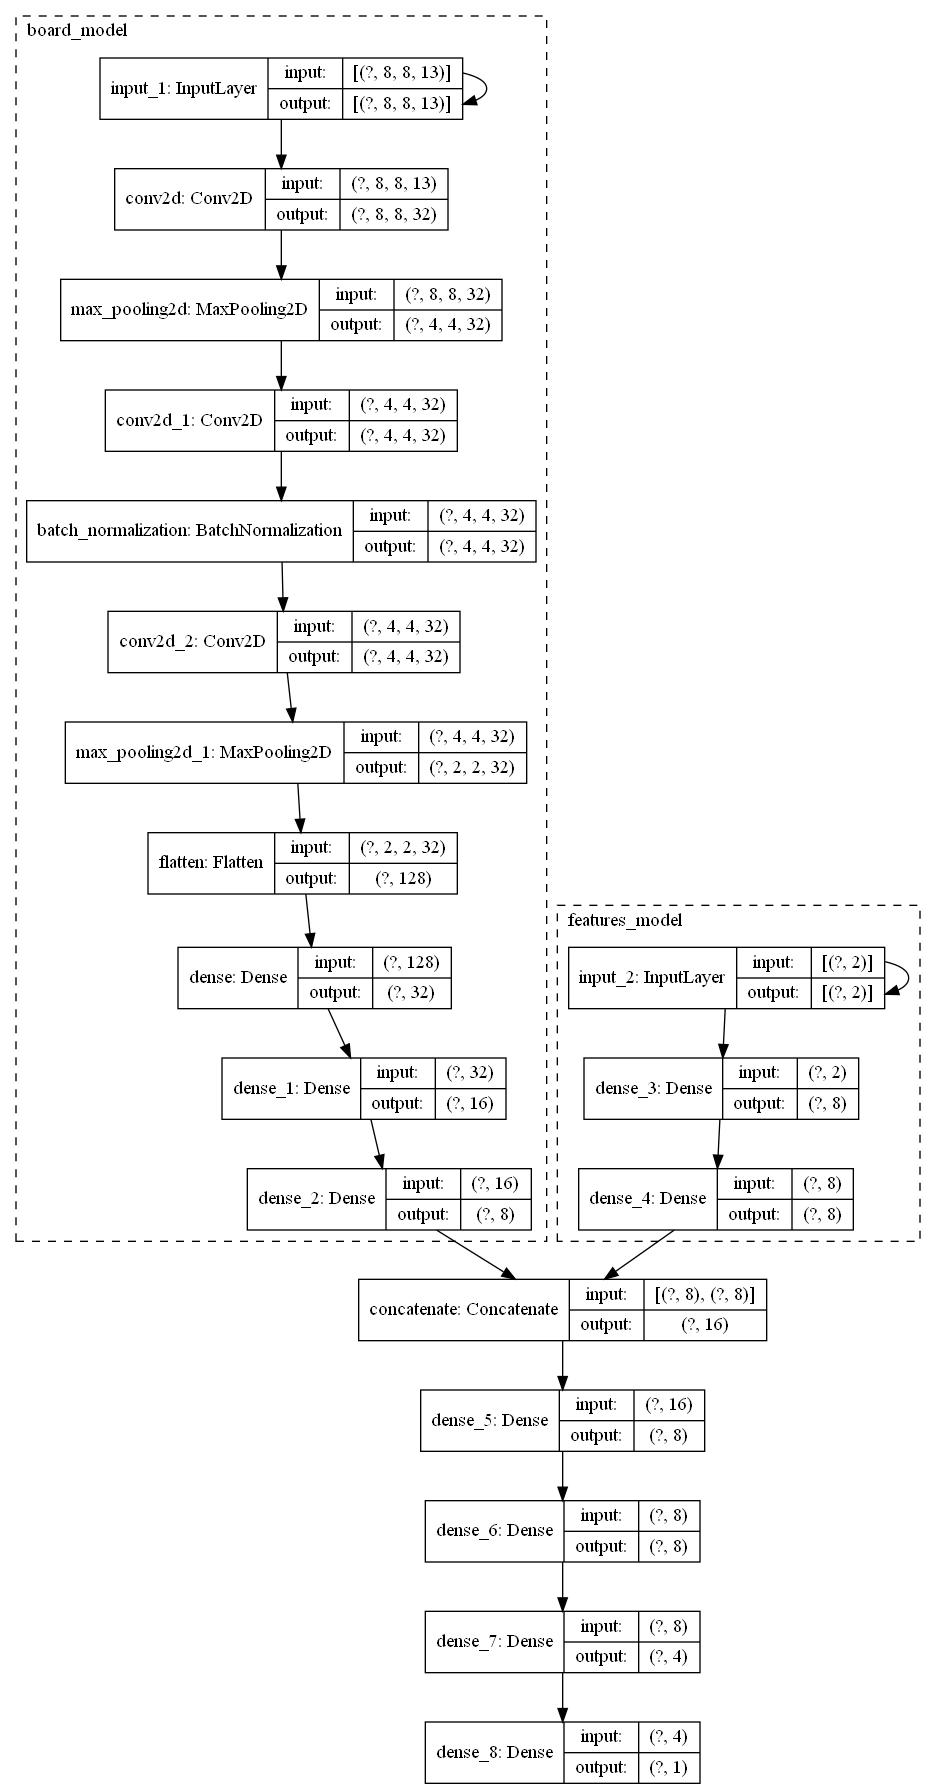 board_model
input_1: InputLayer
input: [(?, 8, 8, 13)]
output: [(?, 8, 8, 13)]
conv2d: Conv2D
input: (?, 8, 8, 13)
output: (?, 8, 8, 32)
max_pooling2d: MaxPooling2D
input: (?, 8, 8, 32)
output: (?, 4, 4, 32)
conv2d_1: Conv2D
input: (?, 4, 4, 32)
output: (?, 4, 4, 32)
batch_normalization: BatchNormalization
input: (?, 4, 4, 32)
output: (?, 4, 4, 32)
conv2d_2: Conv2D
input: (?, 4, 4, 32)
output: (?, 4, 4, 32)
max_pooling2d_1: MaxPooling2D
input: (?, 4, 4, 32)
output: (?, 2, 2, 32)
flatten: Flatten
input: (?, 2, 2, 32)
output: (?, 128)
dense: Dense
input: (?, 128)
output: (?, 32)
dense_1: Dense
input: (?, 32)
output: (?, 16)
dense_2: Dense
input: (?, 16)
output: (?, 8)
features_model
input_2: InputLayer
input: [(?, 2)]
output: [(?, 2)]
dense_3: Dense
input: (?, 2)
output: (?, 8)
dense_4: Dense
input: (?, 8)
output: (?, 8)
concatenate: Concatenate
input: [(?, 8), (?, 8)]
output: (?, 16)
dense_5: Dense
input: (?, 16)
output: (?, 8)
dense_6: Dense
input: (?, 8)
output: (?, 8)
dense_7: Dense
input: (?, 8)
output: (?, 4)
dense_8: Dense
input: (?, 4)
output: (?, 1)